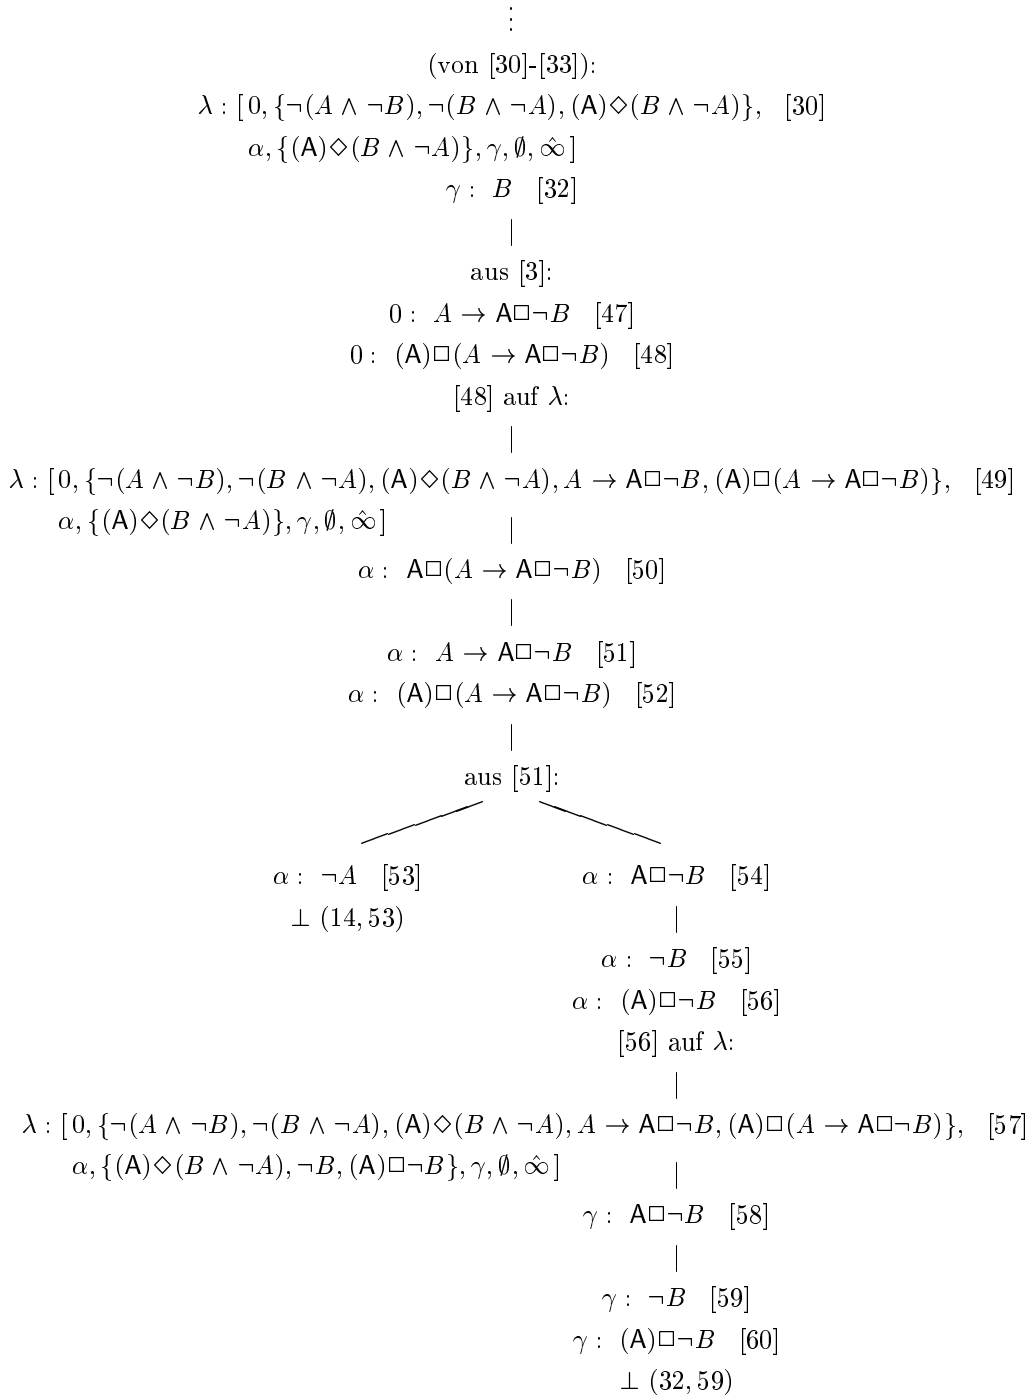 ⋮
(von [30]-[33]):
λ : [ 0, {¬(A ∧ ¬B), ¬(B ∧ ¬A), (A)◇(B ∧ ¬A)}, [30]
α, {(A)◇(B ∧ ¬A)}, γ, ∅, ∞̂ ]
γ : B [32]
aus [3]:
0 : A → A□¬B [47]
0 : (A)□(A → A□¬B) [48]
[48] auf λ:
λ : [ 0, {¬(A ∧ ¬B), ¬(B ∧ ¬A), (A)◇(B ∧ ¬A), A → A□¬B, (A)□(A → A□¬B)}, [49]
α, {(A)◇(B ∧ ¬A)}, γ, ∅, ∞̂ ]
α : A□(A → A□¬B) [50]
α : A → A□¬B [51]
α : (A)□(A → A□¬B) [52]
aus [51]:
α : ¬A [53] α : A□¬B [54]
⊥ (14, 53)
α : ¬B [55]
α : (A)□¬B [56]
[56] auf λ:
λ : [ 0, {¬(A ∧ ¬B), ¬(B ∧ ¬A), (A)◇(B ∧ ¬A), A → A□¬B, (A)□(A → A□¬B)}, [57]
α, {(A)◇(B ∧ ¬A), ¬B, (A)□¬B}, γ, ∅, ∞̂ ]
γ : A□¬B [58]
γ : ¬B [59]
γ : (A)□¬B [60]
⊥ (32, 59)